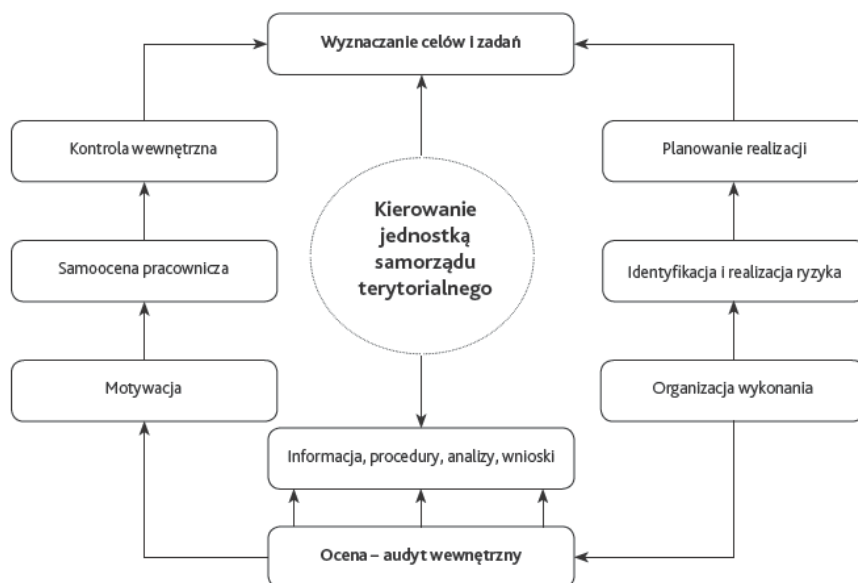 Wyznaczanie celów i zadań
Kontrola wewnętrzna
Planowanie realizacji
Kierowanie
jednostką
samorządu
terytorialnego
Samoocena pracownicza
Identyfikacja i realizacja ryzyka
Motywacja
Organizacja wykonania
Informacja, procedury, analizy, wnioski
Ocena – audyt wewnętrzny